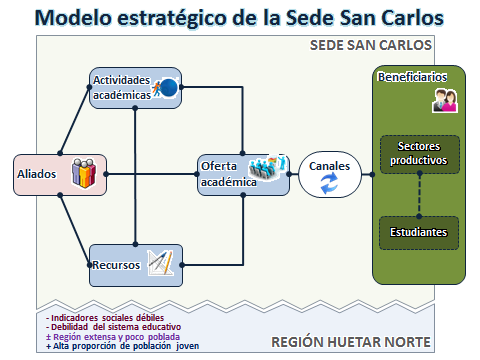 Modelo estratégico de la Sede San Carlos
SEDE SAN CARLOS
Actividades
académicas
Beneficiarios
Sectores
productivos
Aliados
Oferta
académica
Canales
Estudiantes
Recursos
- Indicadores sociales débiles
- Debilidad del sistema educativo
± Región extensa y poco poblada
+ Alta proporción de población joven
REGIÓN HUETAR NORTE